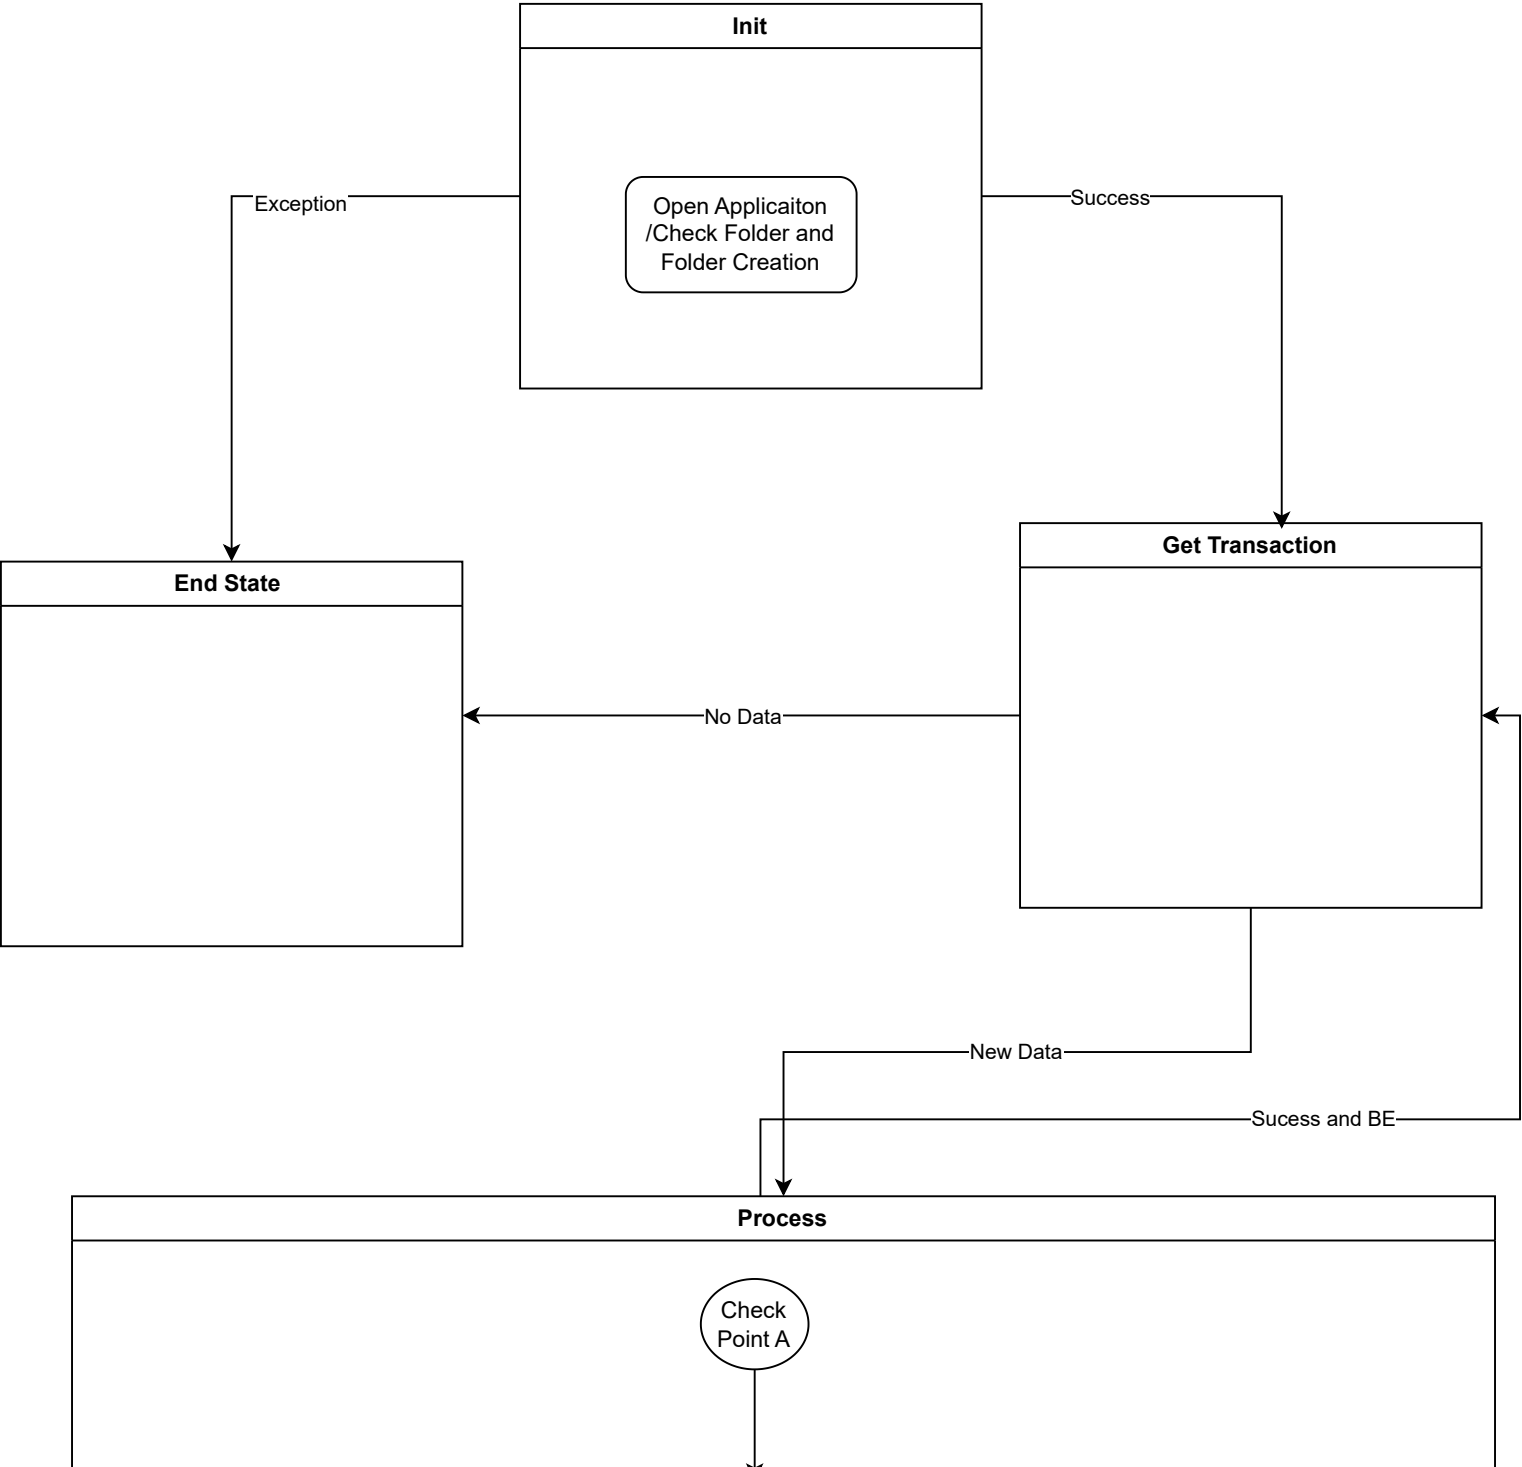 Init
Exception
Success
Open Applicaiton
/Check Folder and
Folder Creation
Get Transaction
End State
No Data
New Data
Sucess and BE
Process
Check
Point A